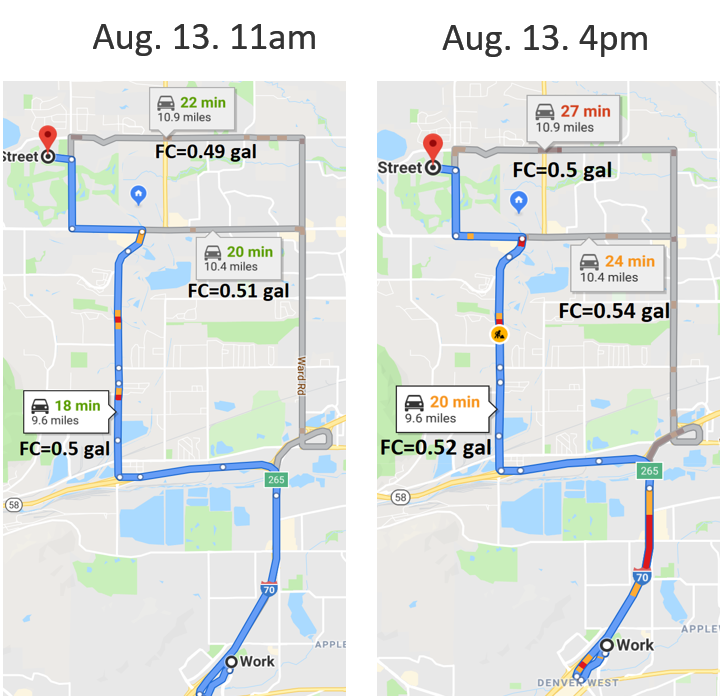 Aug. 13. 11am
22 min
10.9 miles
FC=0.49 gal
Street
20 min
10.4 miles
FC=0.51 gal
Ward Rd
18 min
9.6 miles
FC=0.5 gal
265
58
70
Work
APPLE
Aug. 13. 4pm
27 min
10.9 miles
FC=0.5 gal
Street
24 min
10.4 miles
FC=0.54 gal
20 min
9.6 miles
FC=0.52 gal
265
58
70
APPLE
Work
DENVER WEST